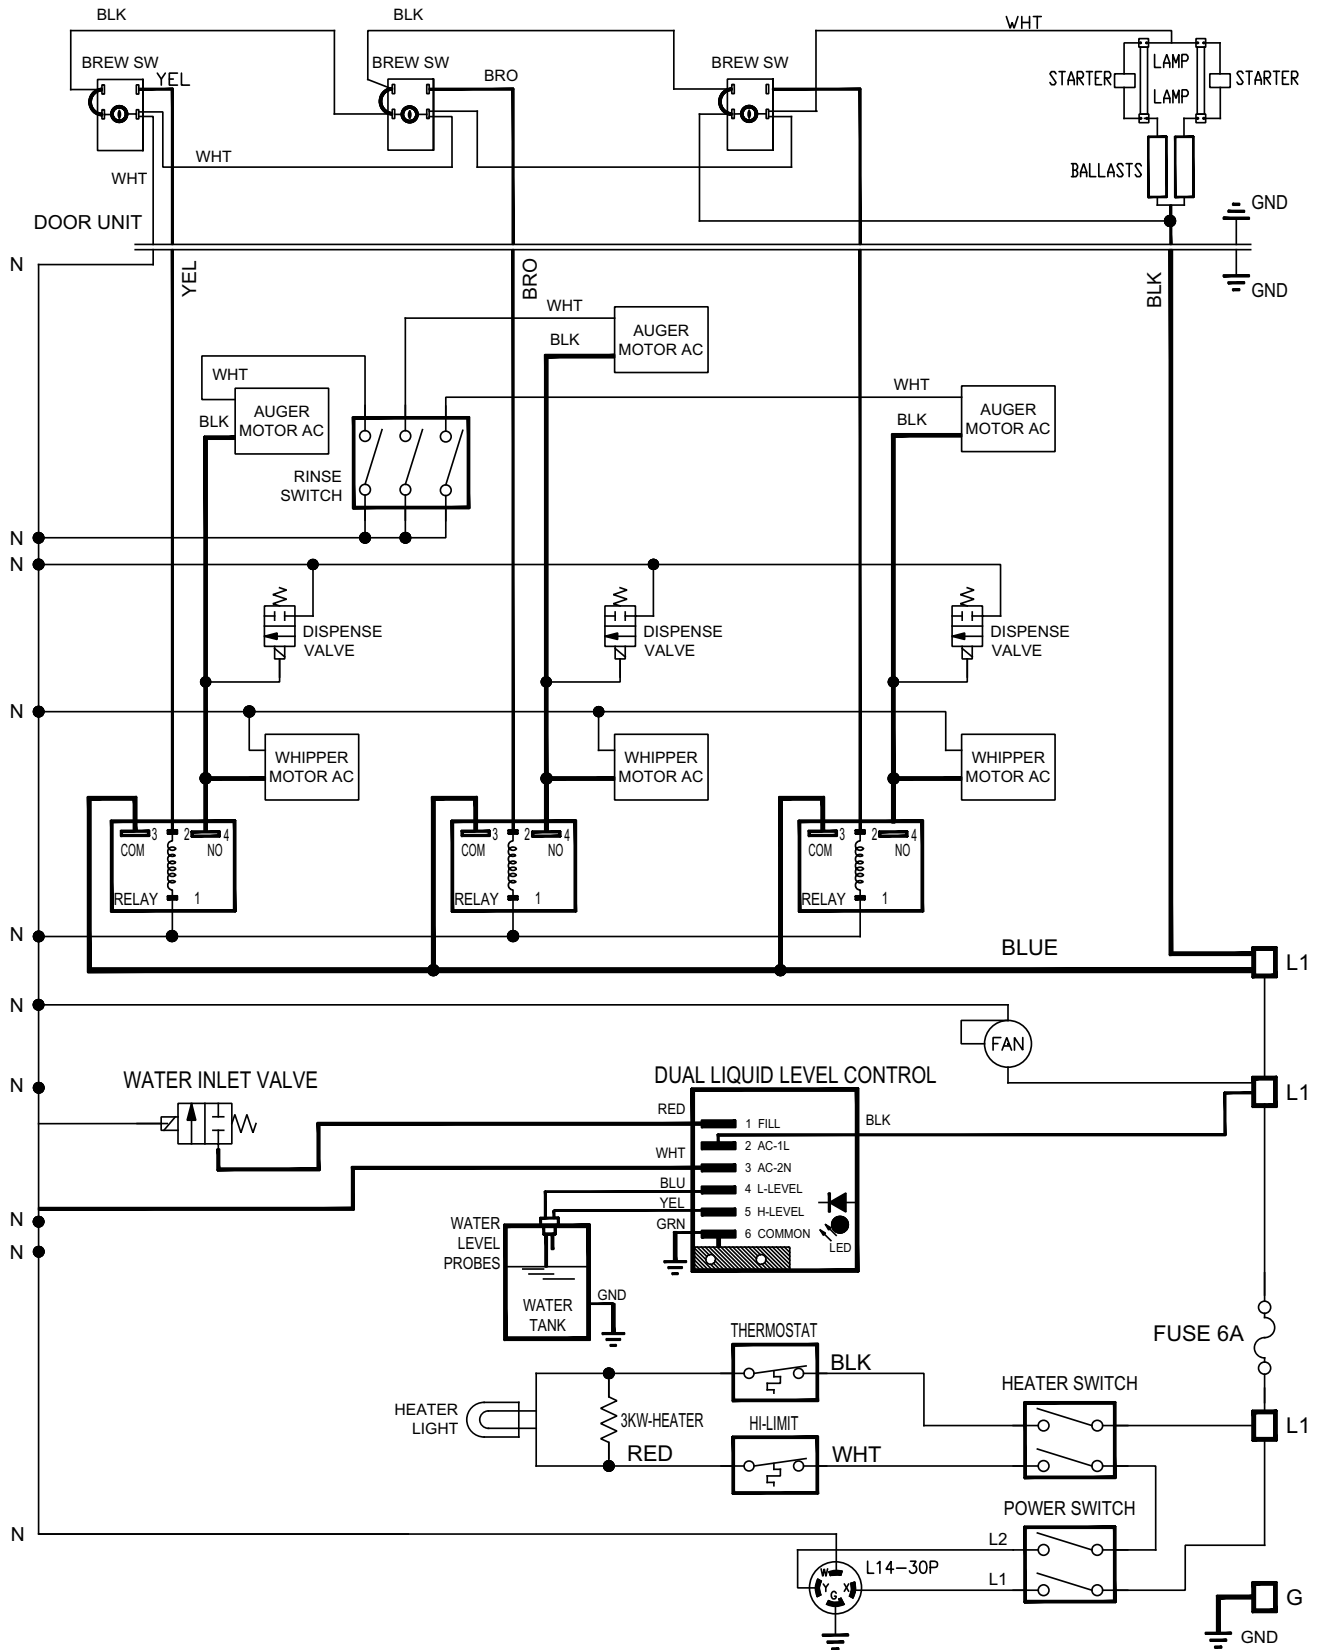 BLK
BLK
WHT
BREW SW
YEL
BREW SW
BRO
BREW SW
LAMP
STARTER
STARTER
LAMP
WHT
WHT
BALLASTS
DOOR UNIT
GND
N
YEL
BRO
BLK
GND
WHT
BLK
AUGER
MOTOR AC
WHT
BLK
AUGER
MOTOR AC
WHT
BLK
AUGER
MOTOR AC
RINSE
SWITCH
N
N
DISPENSE
VALVE
DISPENSE
VALVE
DISPENSE
VALVE
N
WHIPPER
MOTOR AC
WHIPPER
MOTOR AC
WHIPPER
MOTOR AC
3 2 4
COM NO
RELAY 1
3 2 4
COM NO
RELAY 1
3 2 4
COM NO
RELAY 1
N
BLUE
L1
N
FAN
N
WATER INLET VALVE
DUAL LIQUID LEVEL CONTROL
L1
RED
1 FILL
BLK
2 AC-1L
WHT
3 AC-2N
BLU
4 L-LEVEL
YEL
5 H-LEVEL
GRN
6 COMMON
LED
N
N
WATER
LEVEL
PROBES
GND
WATER
TANK
FUSE 6A
THERMOSTAT
BLK
HEATER SWITCH
HEATER
LIGHT
3KW-HEATER
HI-LIMIT
L1
RED
WHT
POWER SWITCH
N
L2
L14-30P
L1
W
Y
G
X
G
GND